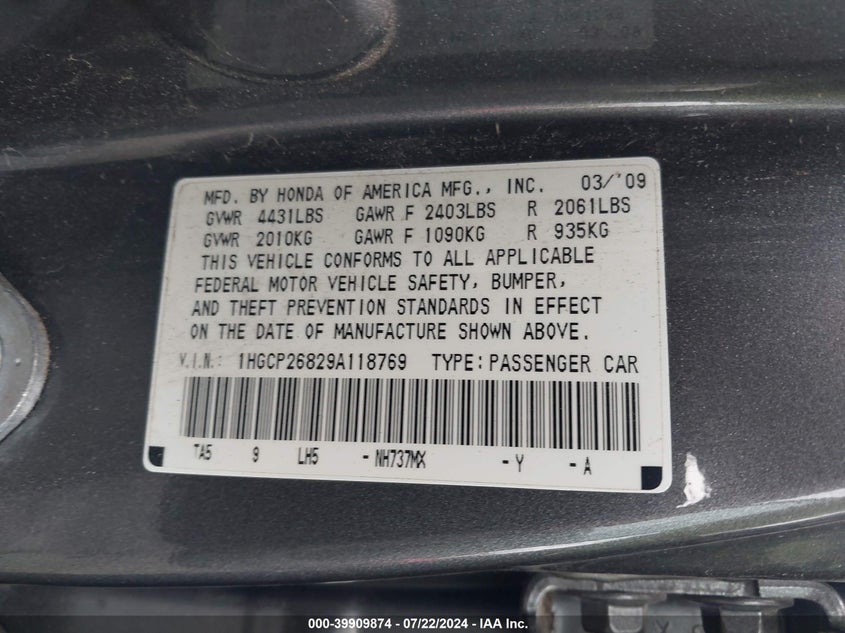 MFD. BY HONDA OF AMERICA MFG., INC. 03/'09
GVWR 4431LBS GAWR F 2403LBS R 2061LBS
GVWR 2010KG GAWR F 1090KG R 935KG
THIS VEHICLE CONFORMS TO ALL APPLICABLE
FEDERAL MOTOR VEHICLE SAFETY, BUMPER,
AND THEFT PREVENTION STANDARDS IN EFFECT
ON THE DATE OF MANUFACTURE SHOWN ABOVE.
V.I.N.: 1HGCP26829A118769 TYPE: PASSENGER CAR
TA5 9 LH5 - NH737MX - Y - A
000-39909874 / 07/22/2024 - IAA Inc.